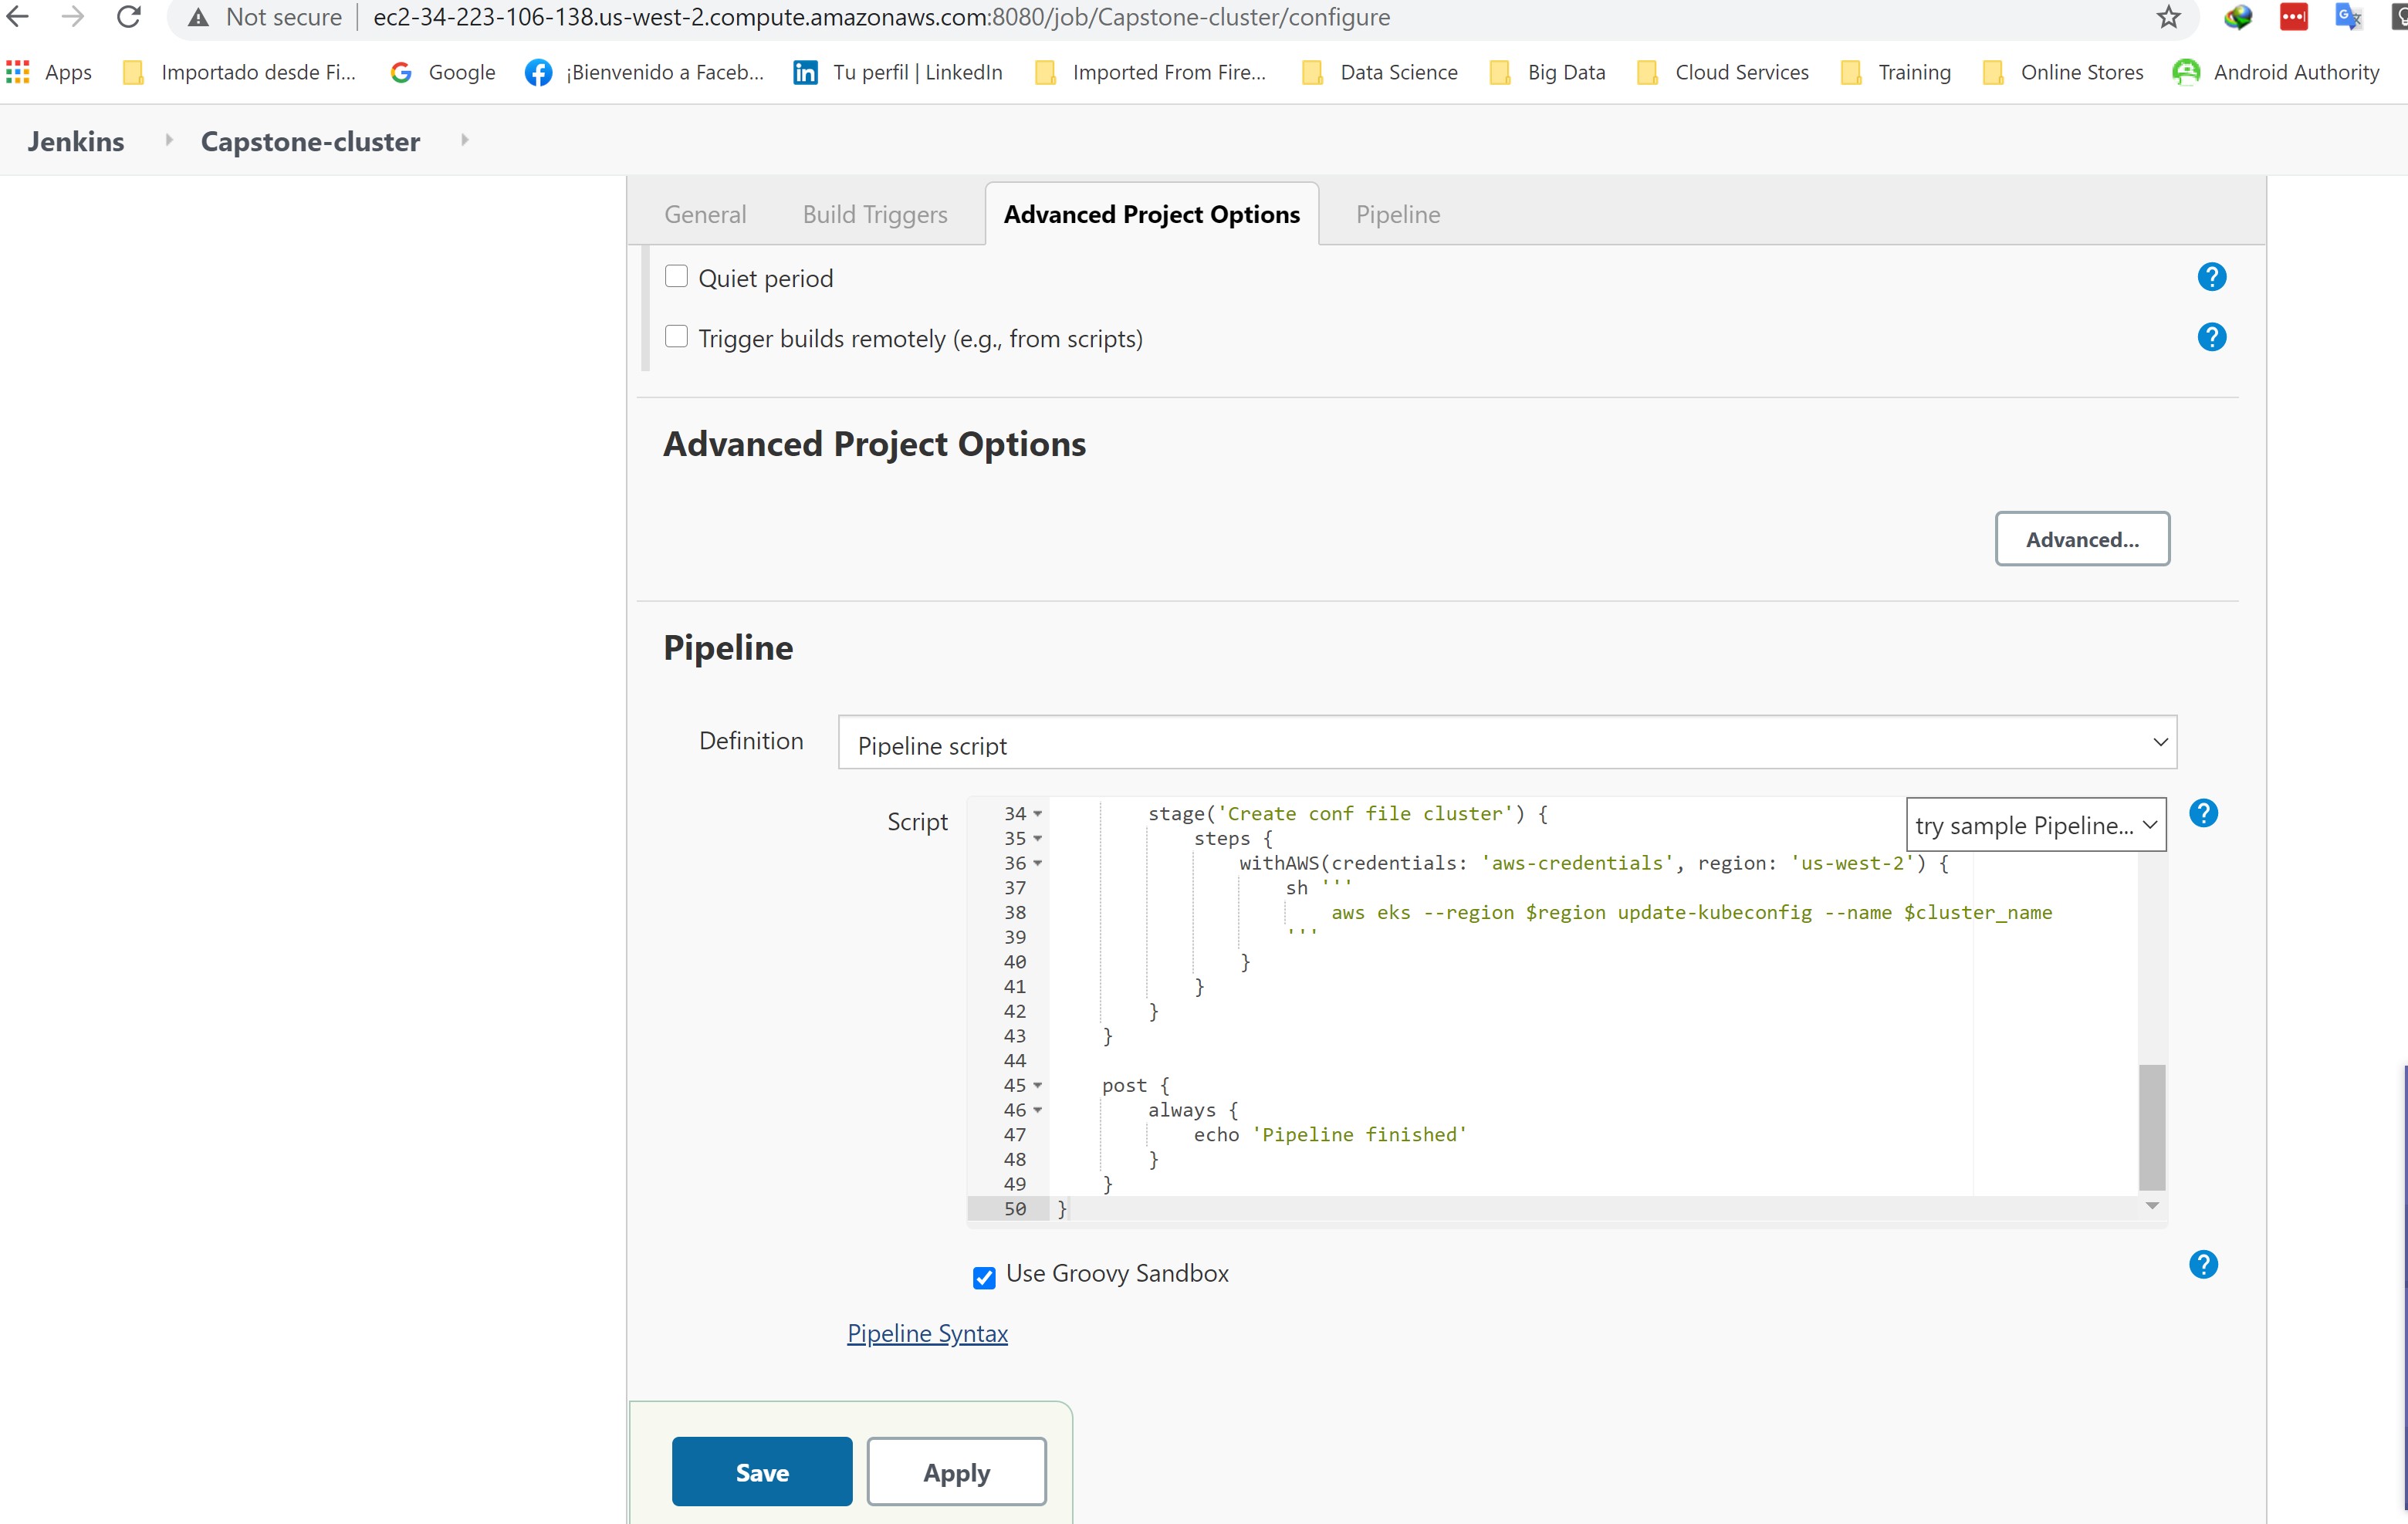 Not secure | ec2-34-223-106-138.us-west-2.compute.amazonaws.com:8080/job/Capstone-cluster/configure
Apps Importado desde Fi... Google ¡Bienvenido a Faceb... Tu perfil | LinkedIn Imported From Fire... Data Science Big Data Cloud Services Training Online Stores Android Authority
Jenkins Capstone-cluster
General Build Triggers Advanced Project Options Pipeline
Quiet period
Trigger builds remotely (e.g., from scripts)
Advanced Project Options
Advanced...
Pipeline
Definition Pipeline script
Script
try sample Pipeline...
34 stage('Create conf file cluster') {
35 steps {
36 withAWS(credentials: 'aws-credentials', region: 'us-west-2') {
37 sh '''
38 aws eks --region $region update-kubeconfig --name $cluster_name
39 '''
40 }
41 }
42 }
43 }
44
45 post {
46 always {
47 echo 'Pipeline finished'
48 }
49 }
50 }
Use Groovy Sandbox
Pipeline Syntax
Save Apply